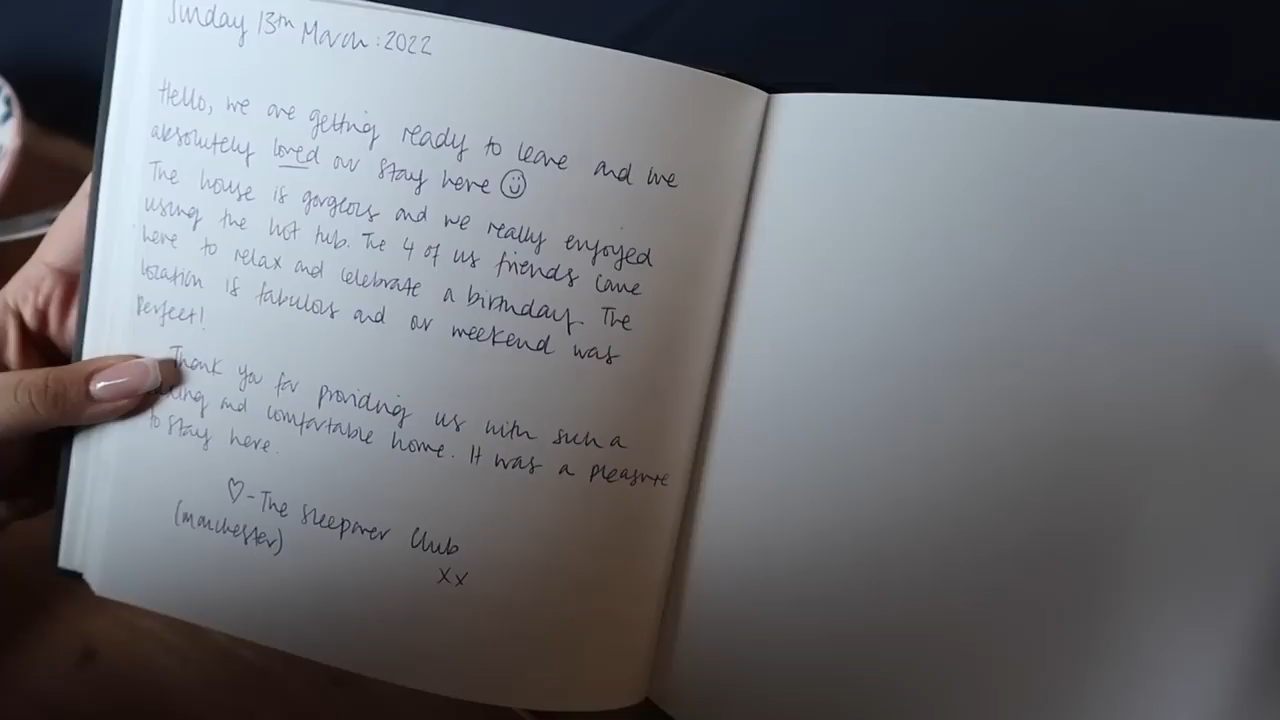 Sunday 13th March : 2022
Hello, we are getting ready to leave and we
absolutely loved our stay here ☺
The house is gorgeous and we really enjoyed
using the hot tub. The 4 of us friends came
here to relax and celebrate a birthday. The
location is fabulous and our weekend was
perfect!
Thank you for providing us with such a
and comfortable home. It was a pleasure
to stay here.
♡ - The Sleepover Club
(Manchester)
xx